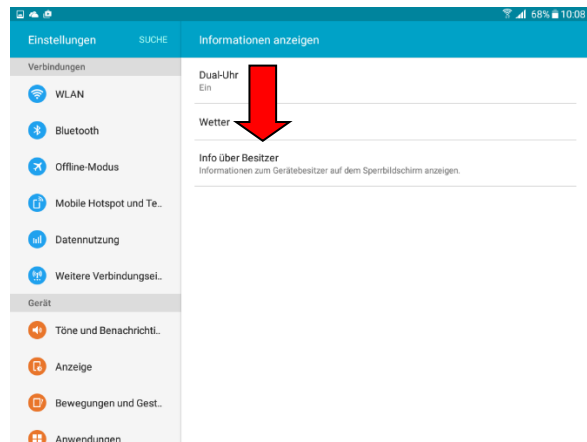 68% 10:08
Einstellungen SUCHE
Informationen anzeigen
Verbindungen
WLAN
Bluetooth
Offline-Modus
Mobile Hotspot und Te..
Datennutzung
Weitere Verbindungsei..
Gerät
Töne und Benachrichti..
Anzeige
Bewegungen und Gest..
Anwendungen
Dual-Uhr
Ein
Wetter
Info über Besitzer
Informationen zum Gerätebesitzer auf dem Sperrbildschirm anzeigen.